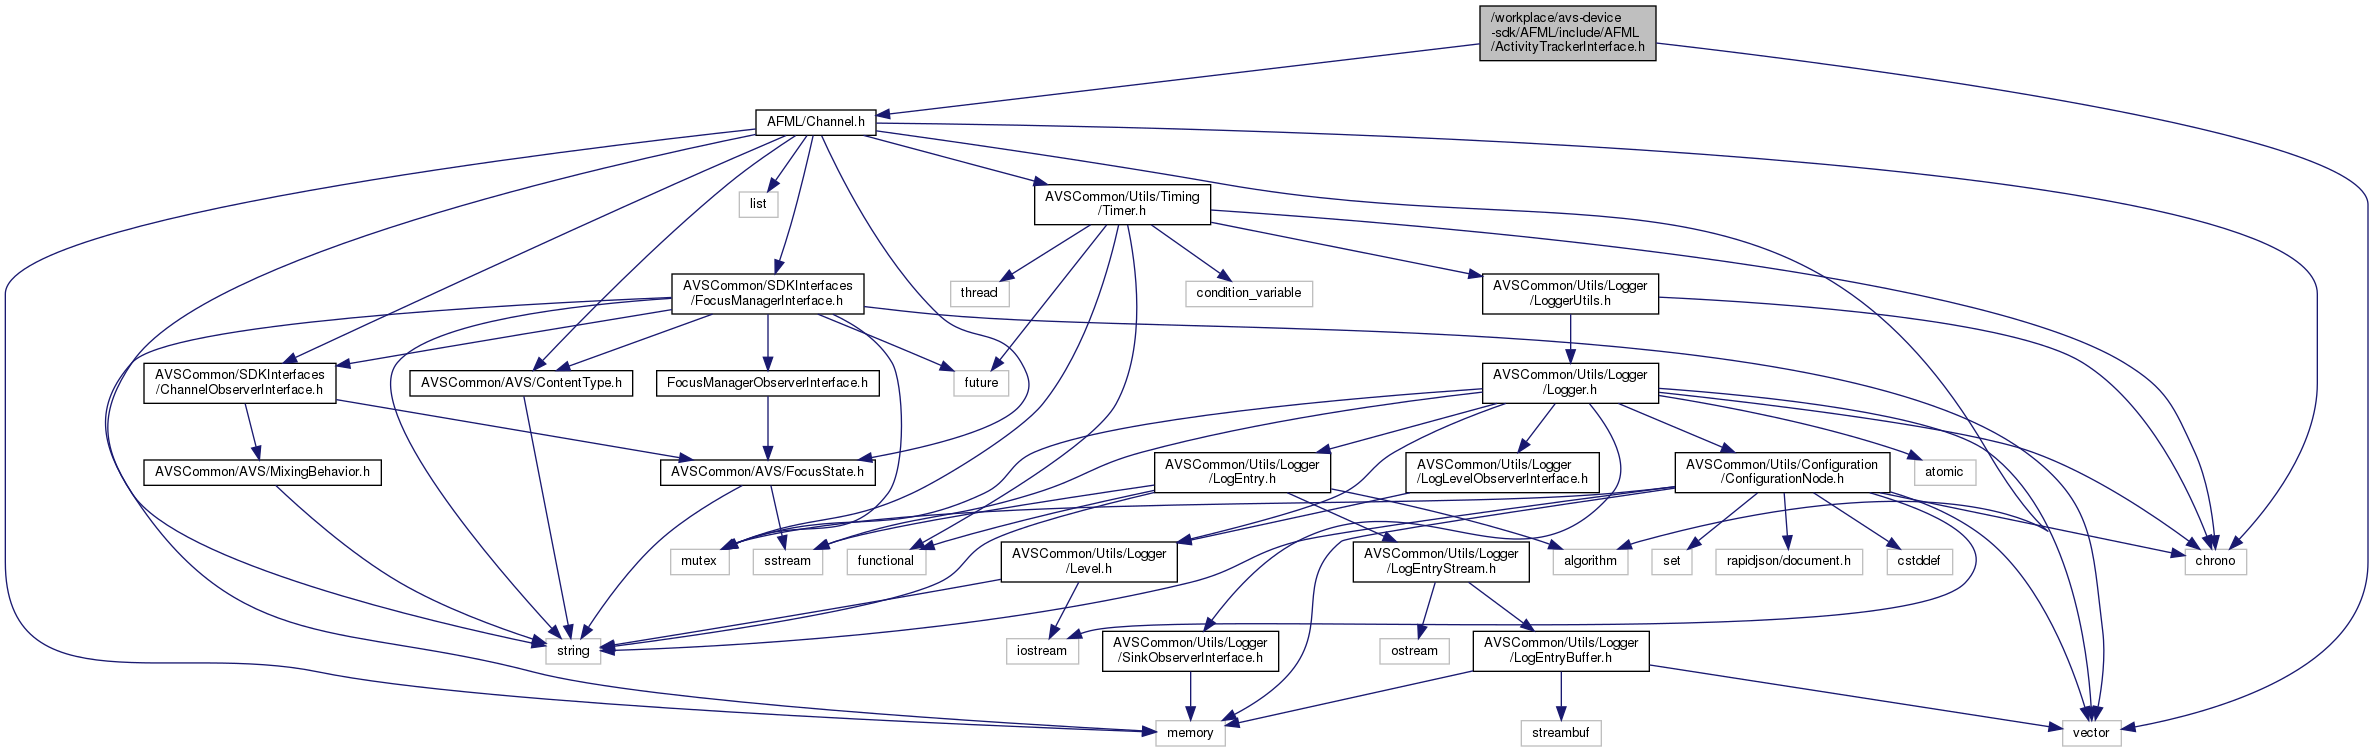 /workplace/avs-device
-sdk/AFML/include/AFML
/ActivityTrackerInterface.h
AFML/Channel.h
list
AVSCommon/Utils/Timing
/Timer.h
AVSCommon/SDKInterfaces
/FocusManagerInterface.h
thread
condition_variable
AVSCommon/Utils/Logger
/LoggerUtils.h
AVSCommon/SDKInterfaces
/ChannelObserverInterface.h
AVSCommon/AVS/ContentType.h
FocusManagerObserverInterface.h
future
AVSCommon/Utils/Logger
/Logger.h
AVSCommon/AVS/MixingBehavior.h
AVSCommon/AVS/FocusState.h
AVSCommon/Utils/Logger
/LogEntry.h
AVSCommon/Utils/Logger
/LogLevelObserverInterface.h
AVSCommon/Utils/Configuration
/ConfigurationNode.h
atomic
mutex
sstream
functional
AVSCommon/Utils/Logger
/Level.h
AVSCommon/Utils/Logger
/LogEntryStream.h
algorithm
set
rapidjson/document.h
cstddef
chrono
string
iostream
AVSCommon/Utils/Logger
/SinkObserverInterface.h
ostream
AVSCommon/Utils/Logger
/LogEntryBuffer.h
memory
streambuf
vector